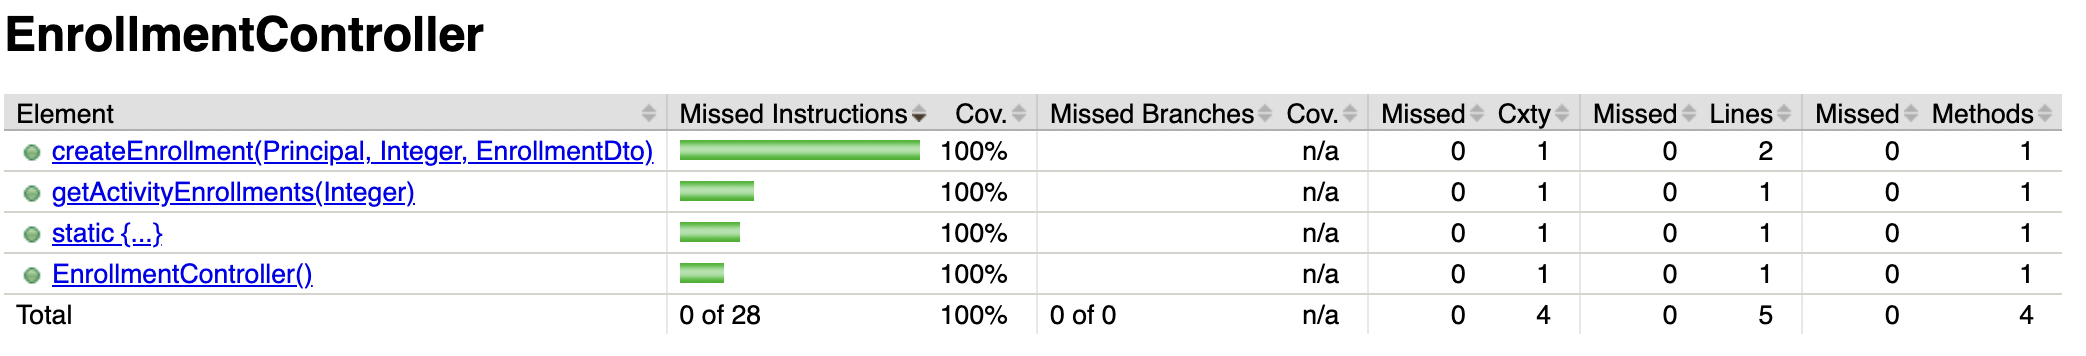 EnrollmentController
Element Missed Instructions Cov. Missed Branches Cov. Missed Cxty Missed Lines Missed Methods
createEnrollment(Principal, Integer, EnrollmentDto) 100% n/a 0 1 0 2 0 1
getActivityEnrollments(Integer) 100% n/a 0 1 0 1 0 1
static {...} 100% n/a 0 1 0 1 0 1
EnrollmentController() 100% n/a 0 1 0 1 0 1
Total 0 of 28 100% 0 of 0 n/a 0 4 0 5 0 4